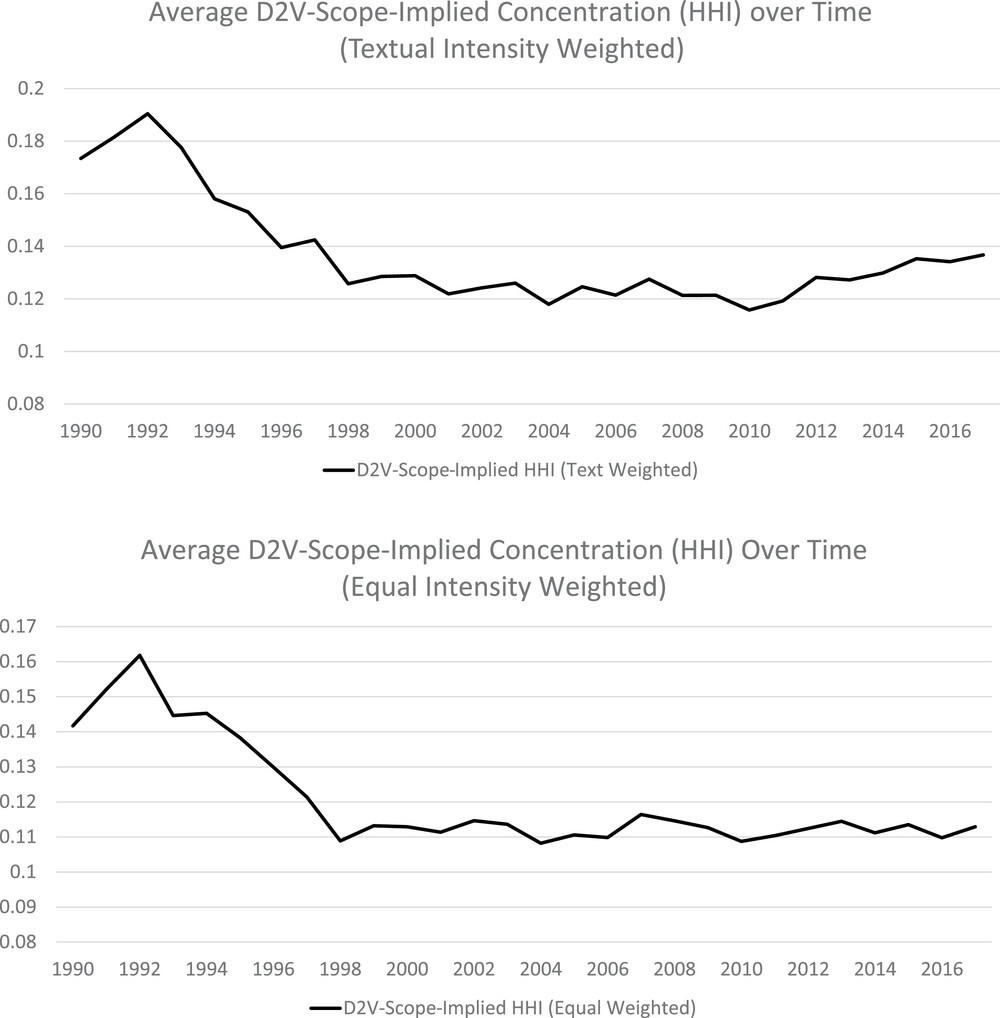 Average D2V-Scope-Implied Concentration (HHI) over Time
(Textual Intensity Weighted)
0.2
0.18
0.16
0.14
0.12
0.1
0.08
1990 1992 1994 1996 1998 2000 2002 2004 2006 2008 2010 2012 2014 2016
D2V-Scope-Implied HHI (Text Weighted)
Average D2V-Scope-Implied Concentration (HHI) Over Time
(Equal Intensity Weighted)
0.17
0.16
0.15
0.14
0.13
0.12
0.11
0.1
0.09
0.08
1990 1992 1994 1996 1998 2000 2002 2004 2006 2008 2010 2012 2014 2016
D2V-Scope-Implied HHI (Equal Weighted)